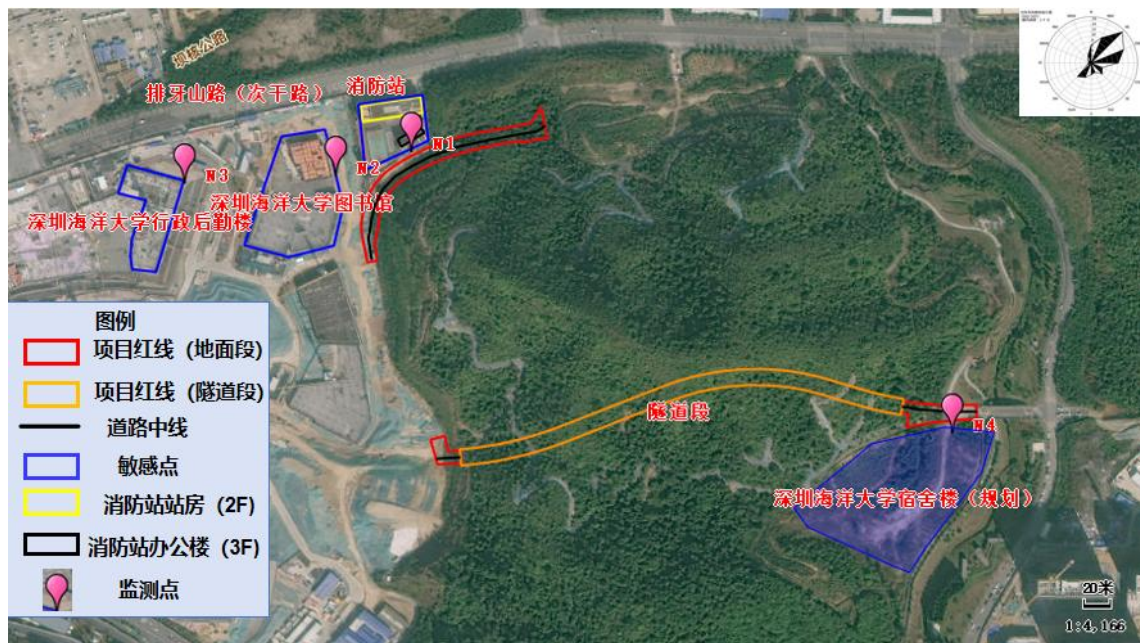 坝核公路
排牙山路（次干路）
消防站
N1
N2
N3
深圳海洋大学图书馆
深圳海洋大学行政后勤楼
图例
项目红线（地面段）
项目红线（隧道段）
道路中线
敏感点
消防站站房（2F）
消防站办公楼（3F）
监测点
隧道段
N4
深圳海洋大学宿舍楼（规划）
20米
1:4,166